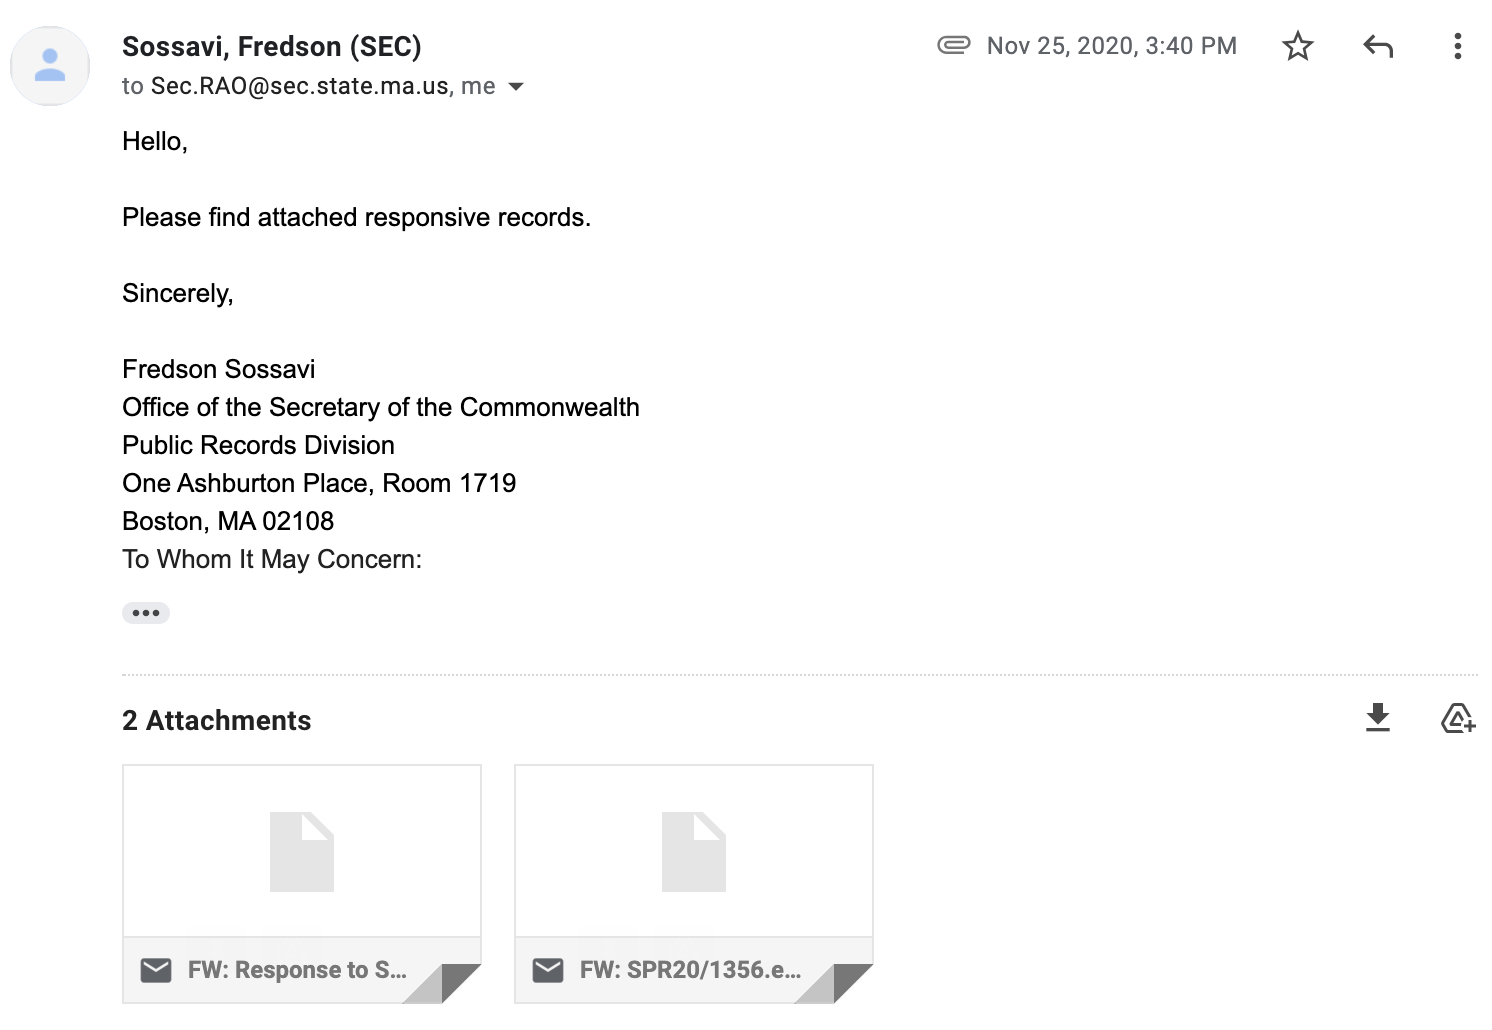 Sossavi, Fredson (SEC)
Nov 25, 2020, 3:40 PM
to Sec.RAO@sec.state.ma.us, me
Hello,
Please find attached responsive records.
Sincerely,
Fredson Sossavi
Office of the Secretary of the Commonwealth
Public Records Division
One Ashburton Place, Room 1719
Boston, MA 02108
To Whom It May Concern:
2 Attachments
FW: Response to S...
FW: SPR20/1356.e...